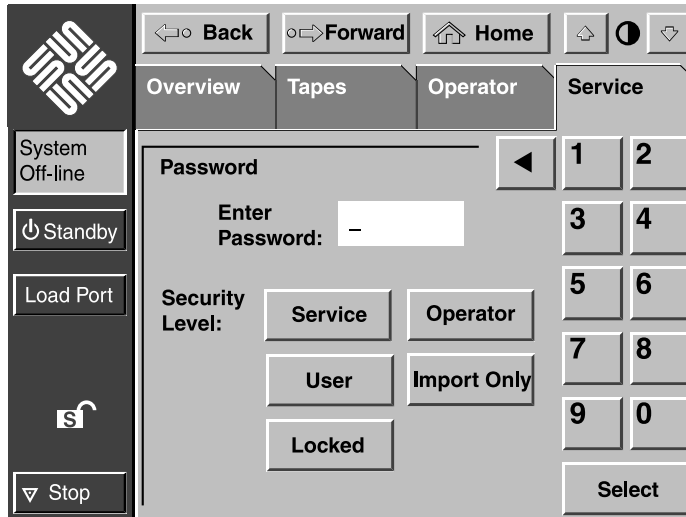 Back
Forward
Home
Overview
Tapes
Operator
Service
System
Off-line
Standby
Load Port
S
Stop
Password
Enter
Password: _
Security
Level:
Service
Operator
User
Import Only
Locked
1 2
3 4
5 6
7 8
9 0
Select